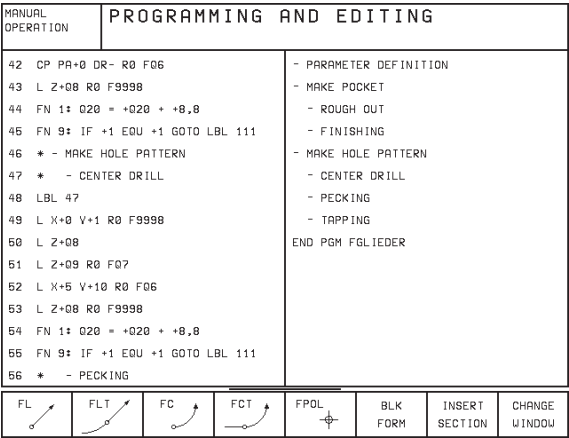 MANUAL
OPERATION
PROGRAMMING AND EDITING
42 CP PA+0 DR- R0 FQ6
43 L Z+Q8 R0 F9998
44 FN 1: Q20 = +Q20 + +8,8
45 FN 9: IF +1 EQU +1 GOTO LBL 111
46 * - MAKE HOLE PATTERN
47 * - CENTER DRILL
48 LBL 47
49 L X+0 V+1 R0 F9998
50 L Z+Q8
51 L Z+Q9 R0 FQ7
52 L X+5 V+10 R0 FQ6
53 L Z+Q8 R0 F9998
54 FN 1: Q20 = +Q20 + +8,8
55 FN 9: IF +1 EQU +1 GOTO LBL 111
56 * - PECKING
- PARAMETER DEFINITION
- MAKE POCKET
- ROUGH OUT
- FINISHING
- MAKE HOLE PATTERN
- CENTER DRILL
- PECKING
- TAPPING
END PGM FGLIEDER
FL
FLT
FC
FCT
FPOL
BLK
FORM
INSERT
SECTION
CHANGE
WINDOW